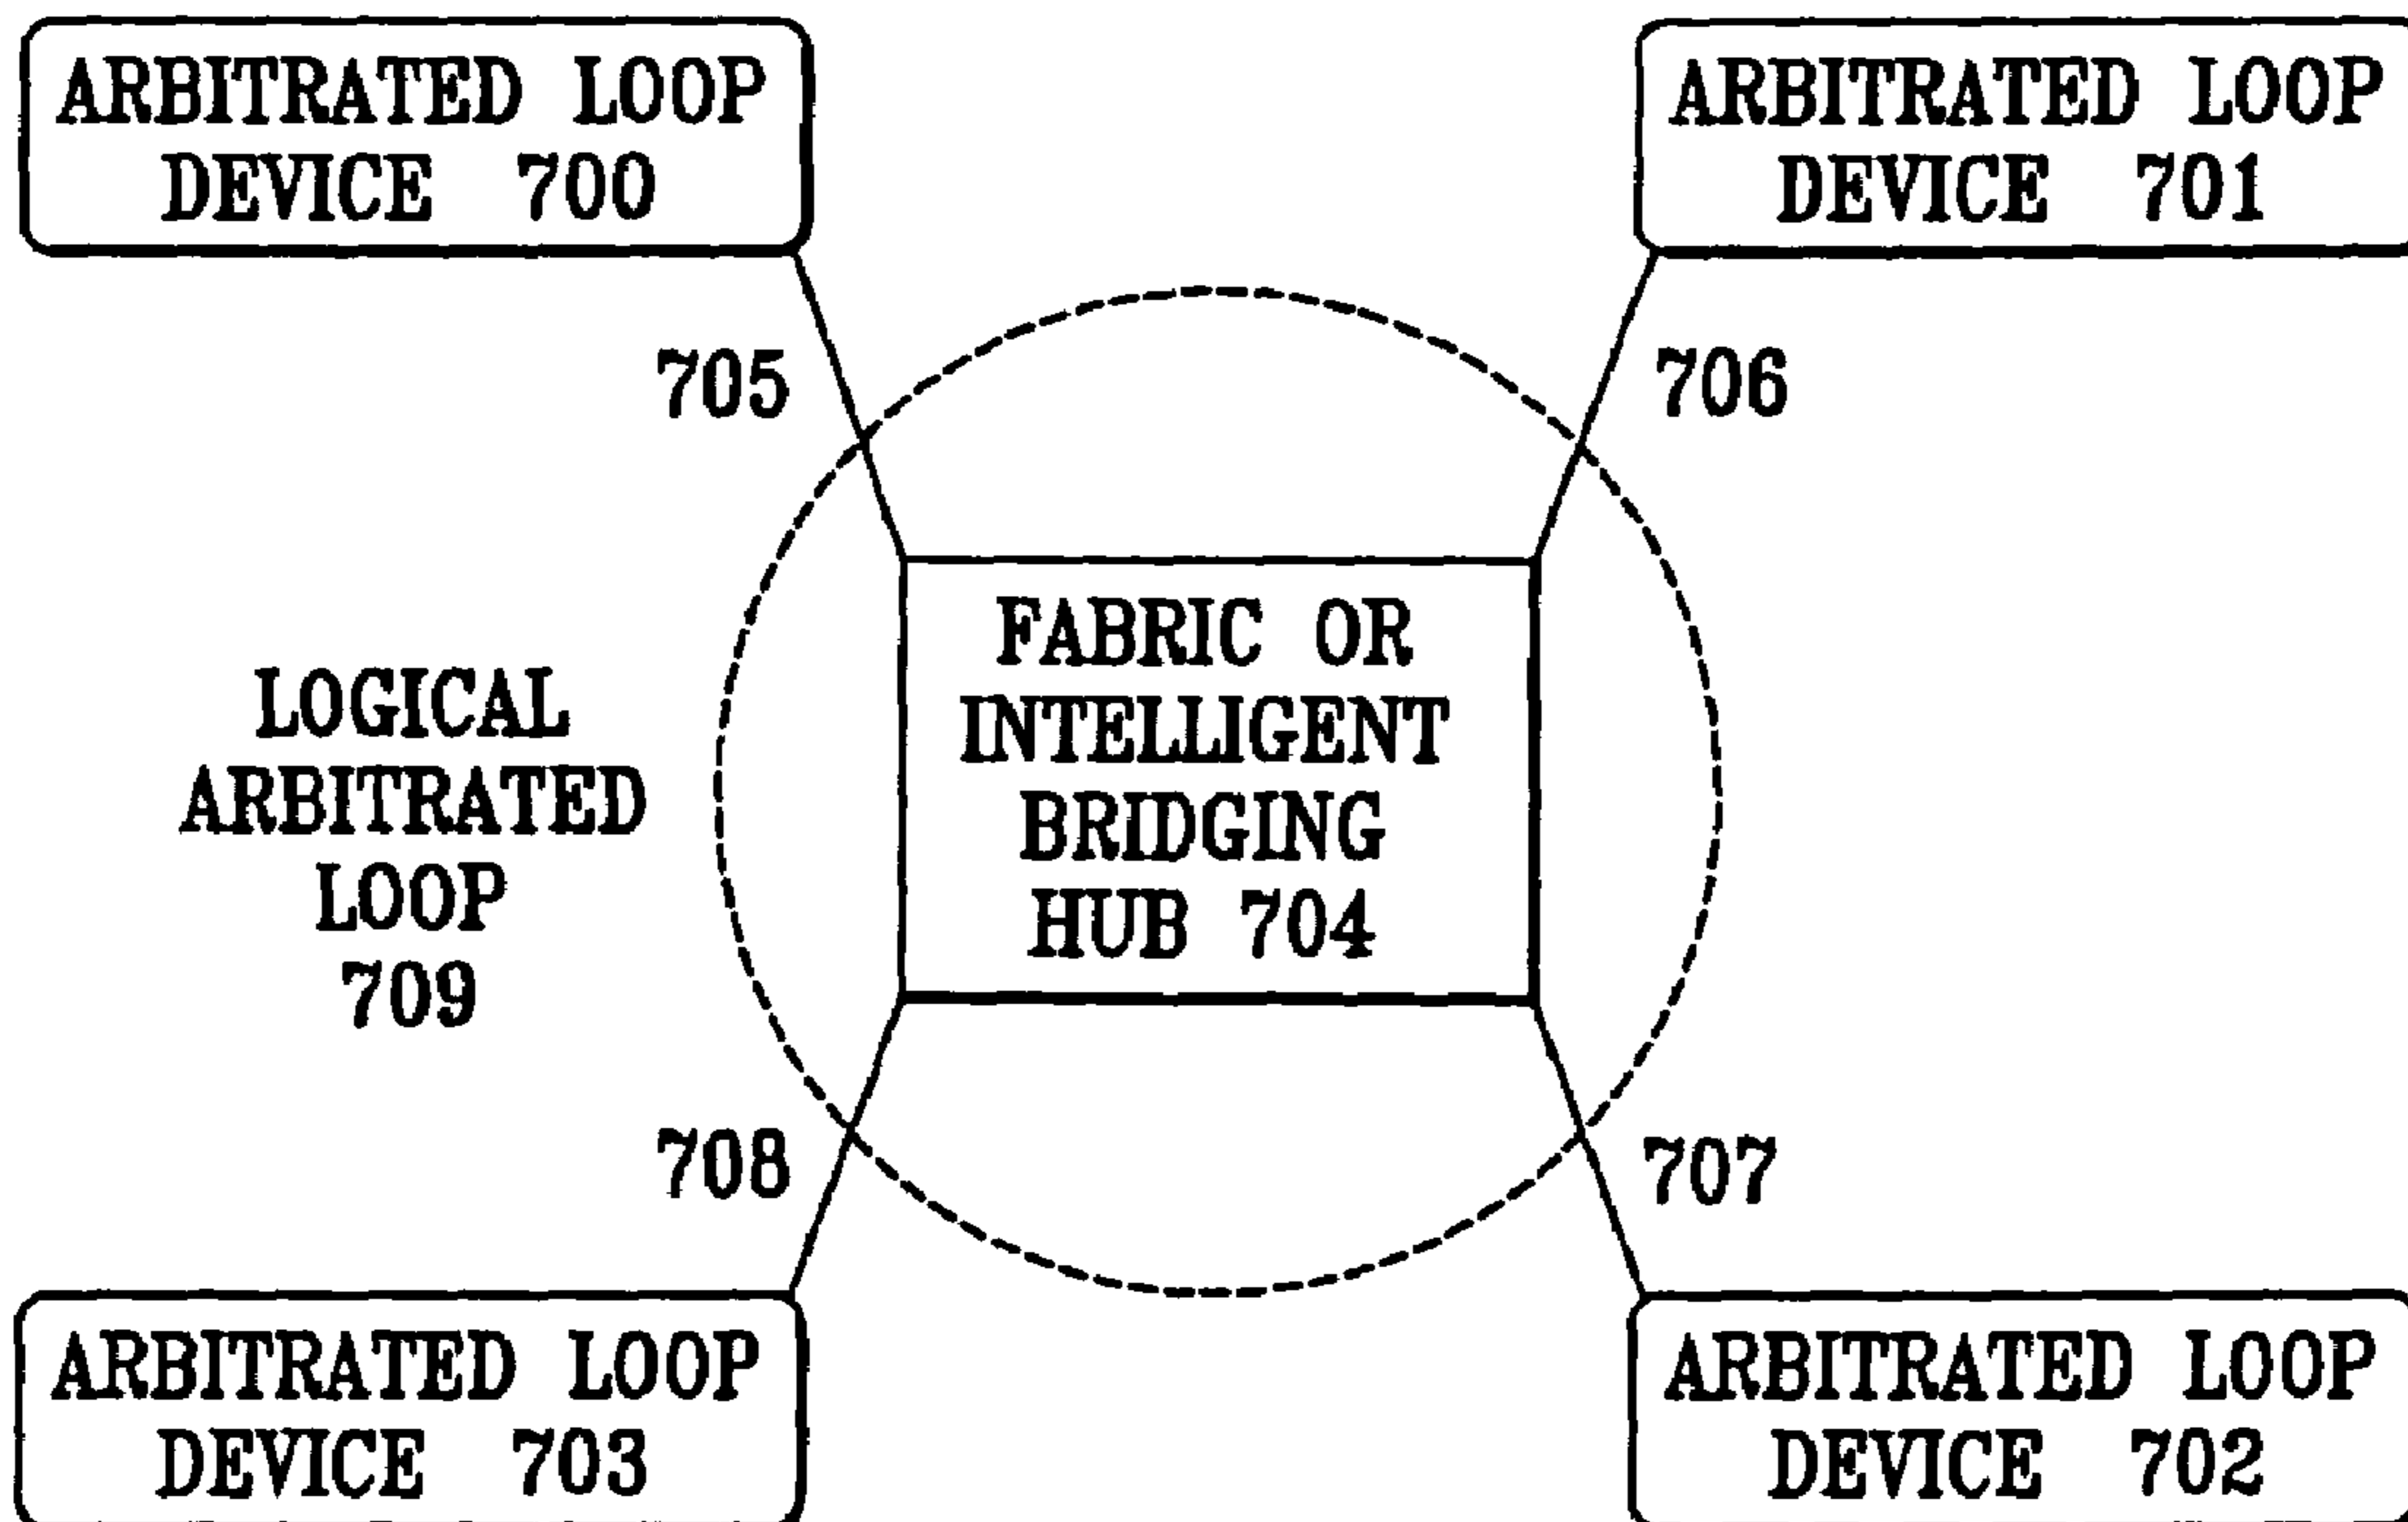 ARBITRATED LOOP
DEVICE 700
ARBITRATED LOOP
DEVICE 701
705
706
FABRIC OR
INTELLIGENT
BRIDGING
HUB 704
LOGICAL
ARBITRATED
LOOP
709
708
707
ARBITRATED LOOP
DEVICE 703
ARBITRATED LOOP
DEVICE 702